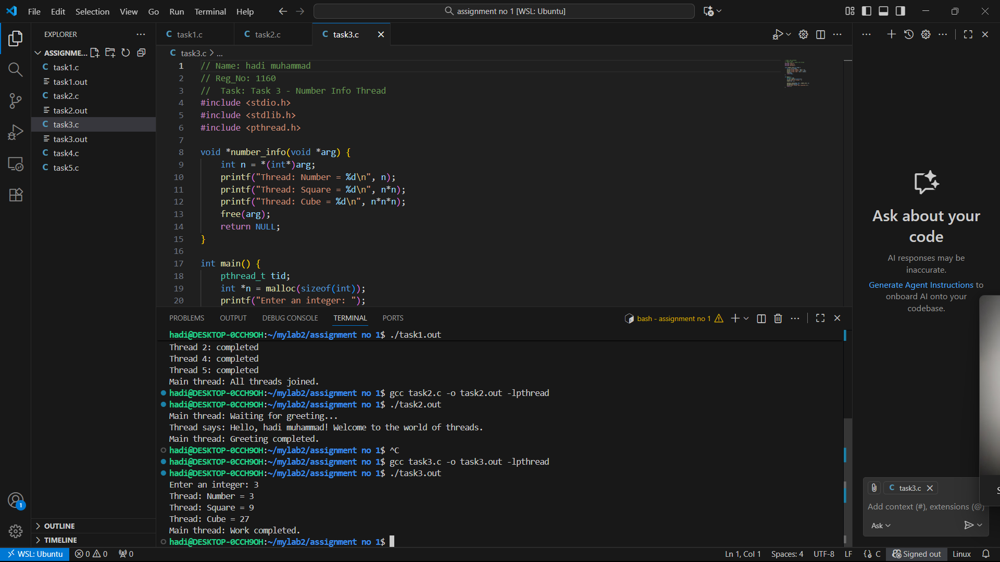 File Edit Selection View Go Run Terminal Help
assignment no 1 [WSL: Ubuntu]
EXPLORER
ASSIGNME...
task1.c
task1.out
task2.c
task2.out
task3.c
task3.out
task4.c
task5.c
OUTLINE
TIMELINE
task1.c task2.c task3.c
task3.c > ...
1 // Name: hadi muhammad
2 // Reg_No: 1160
3 //  Task: Task 3 - Number Info Thread
4 #include <stdio.h>
5 #include <stdlib.h>
6 #include <pthread.h>
7
8 void *number_info(void *arg) {
9     int n = *(int*)arg;
10     printf("Thread: Number = %d\n", n);
11     printf("Thread: Square = %d\n", n*n);
12     printf("Thread: Cube = %d\n", n*n*n);
13     free(arg);
14     return NULL;
15 }
16
17 int main() {
18     pthread_t tid;
19     int *n = malloc(sizeof(int));
20     printf("Enter an integer: ");
PROBLEMS OUTPUT DEBUG CONSOLE TERMINAL PORTS
bash - assignment no 1
hadi@DESKTOP-0CCH9OH:~/mylab2/assignment no 1$ ./task1.out
Thread 2: completed
Thread 4: completed
Thread 5: completed
Main thread: All threads joined.
hadi@DESKTOP-0CCH9OH:~/mylab2/assignment no 1$ gcc task2.c -o task2.out -lpthread
hadi@DESKTOP-0CCH9OH:~/mylab2/assignment no 1$ ./task2.out
Main thread: Waiting for greeting...
Thread says: Hello, hadi muhammad! Welcome to the world of threads.
Main thread: Greeting completed.
hadi@DESKTOP-0CCH9OH:~/mylab2/assignment no 1$ ^C
hadi@DESKTOP-0CCH9OH:~/mylab2/assignment no 1$ gcc task3.c -o task3.out -lpthread
hadi@DESKTOP-0CCH9OH:~/mylab2/assignment no 1$ ./task3.out
Enter an integer: 3
Thread: Number = 3
Thread: Square = 9
Thread: Cube = 27
Main thread: Work completed.
hadi@DESKTOP-0CCH9OH:~/mylab2/assignment no 1$
Ask about your
code
AI responses may be
inaccurate.
Generate Agent Instructions to
onboard AI onto your
codebase.
task3.c
Add context (#), extensions (@)
Ask
1
WSL: Ubuntu 0 0 0
Ln 1, Col 1 Spaces: 4 UTF-8 LF C Signed out Linux